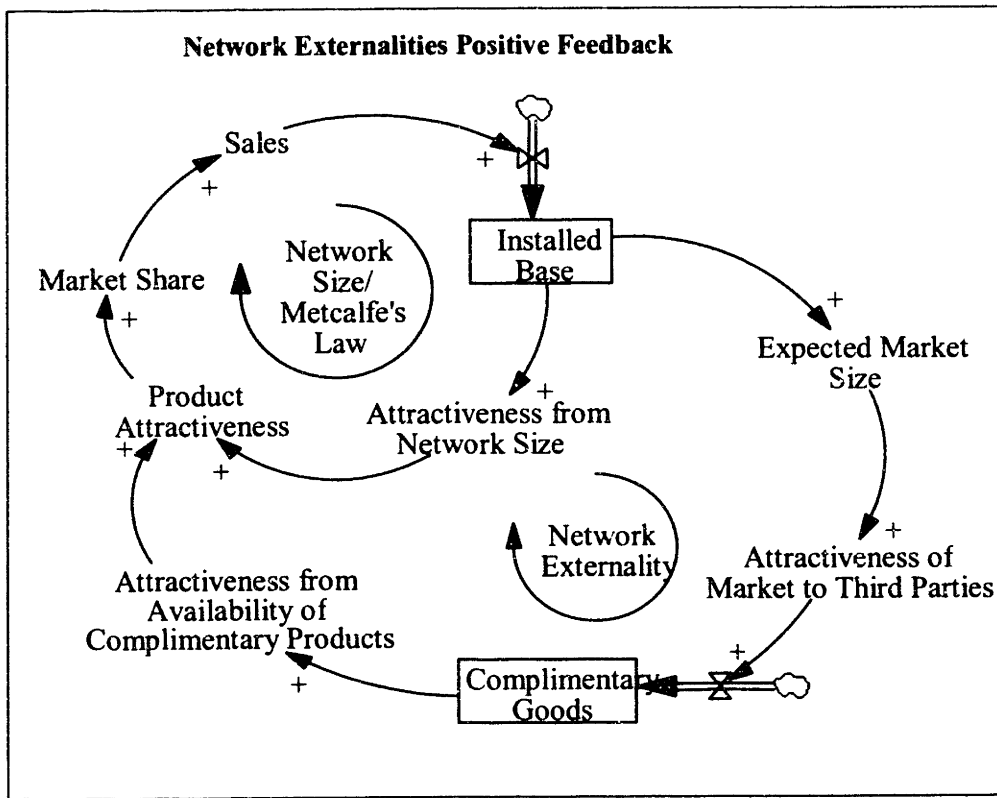 Network Externalities Positive Feedback
Sales
+
+
Installed
Base
Network
Size/
Metcalfe's
Law
Market Share
+
+
Expected Market
Size
Product
Attractiveness
+
Attractiveness from
Network Size
+
+
Network
Externality
+
Attractiveness of
Market to Third Parties
Attractiveness from
Availability of
Complimentary Products
+
+
Complimentary
Goods